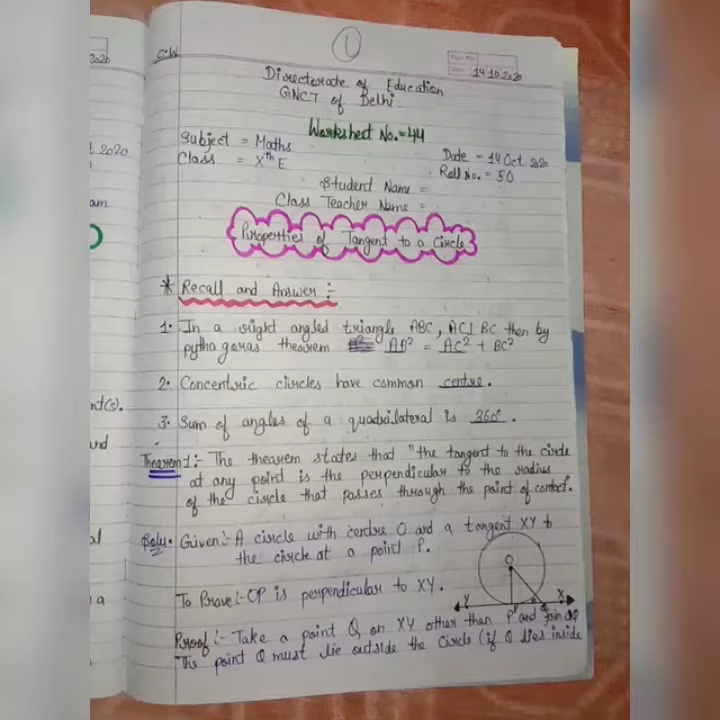 1
C.W
14.10.2020
Directorate of Education
GNCT of Delhi
Worksheet No. = 44
Subject = Maths
Date = 14 Oct 2020
Class = Xth E
Roll No. = 50
Student Name =
Class Teacher Name =
Properties of Tangent to a Circle
* Recall and Answer :-
1. In a right angled triangle ABC, AC⊥BC then by
pythagoras theorem AB² = AC² + BC²
2. Concentric circles have common centre.
3. Sum of angles of a quadrilateral is 360°.
Theorem 1:- The theorem states that "the tangent to the circle
at any point is the perpendicular to the radius
of the circle that passes through the point of contact.
Solu. Given:- A circle with centre O and a tangent XY to
the circle at a point P.
O
To Prove:- OP is perpendicular to XY.
Y P Q X
Proof:- Take a point Q on XY other than P and join OQ
The point Q must lie outside the circle (if Q lies inside
2020
2020
am
nt(s).
und
al
a